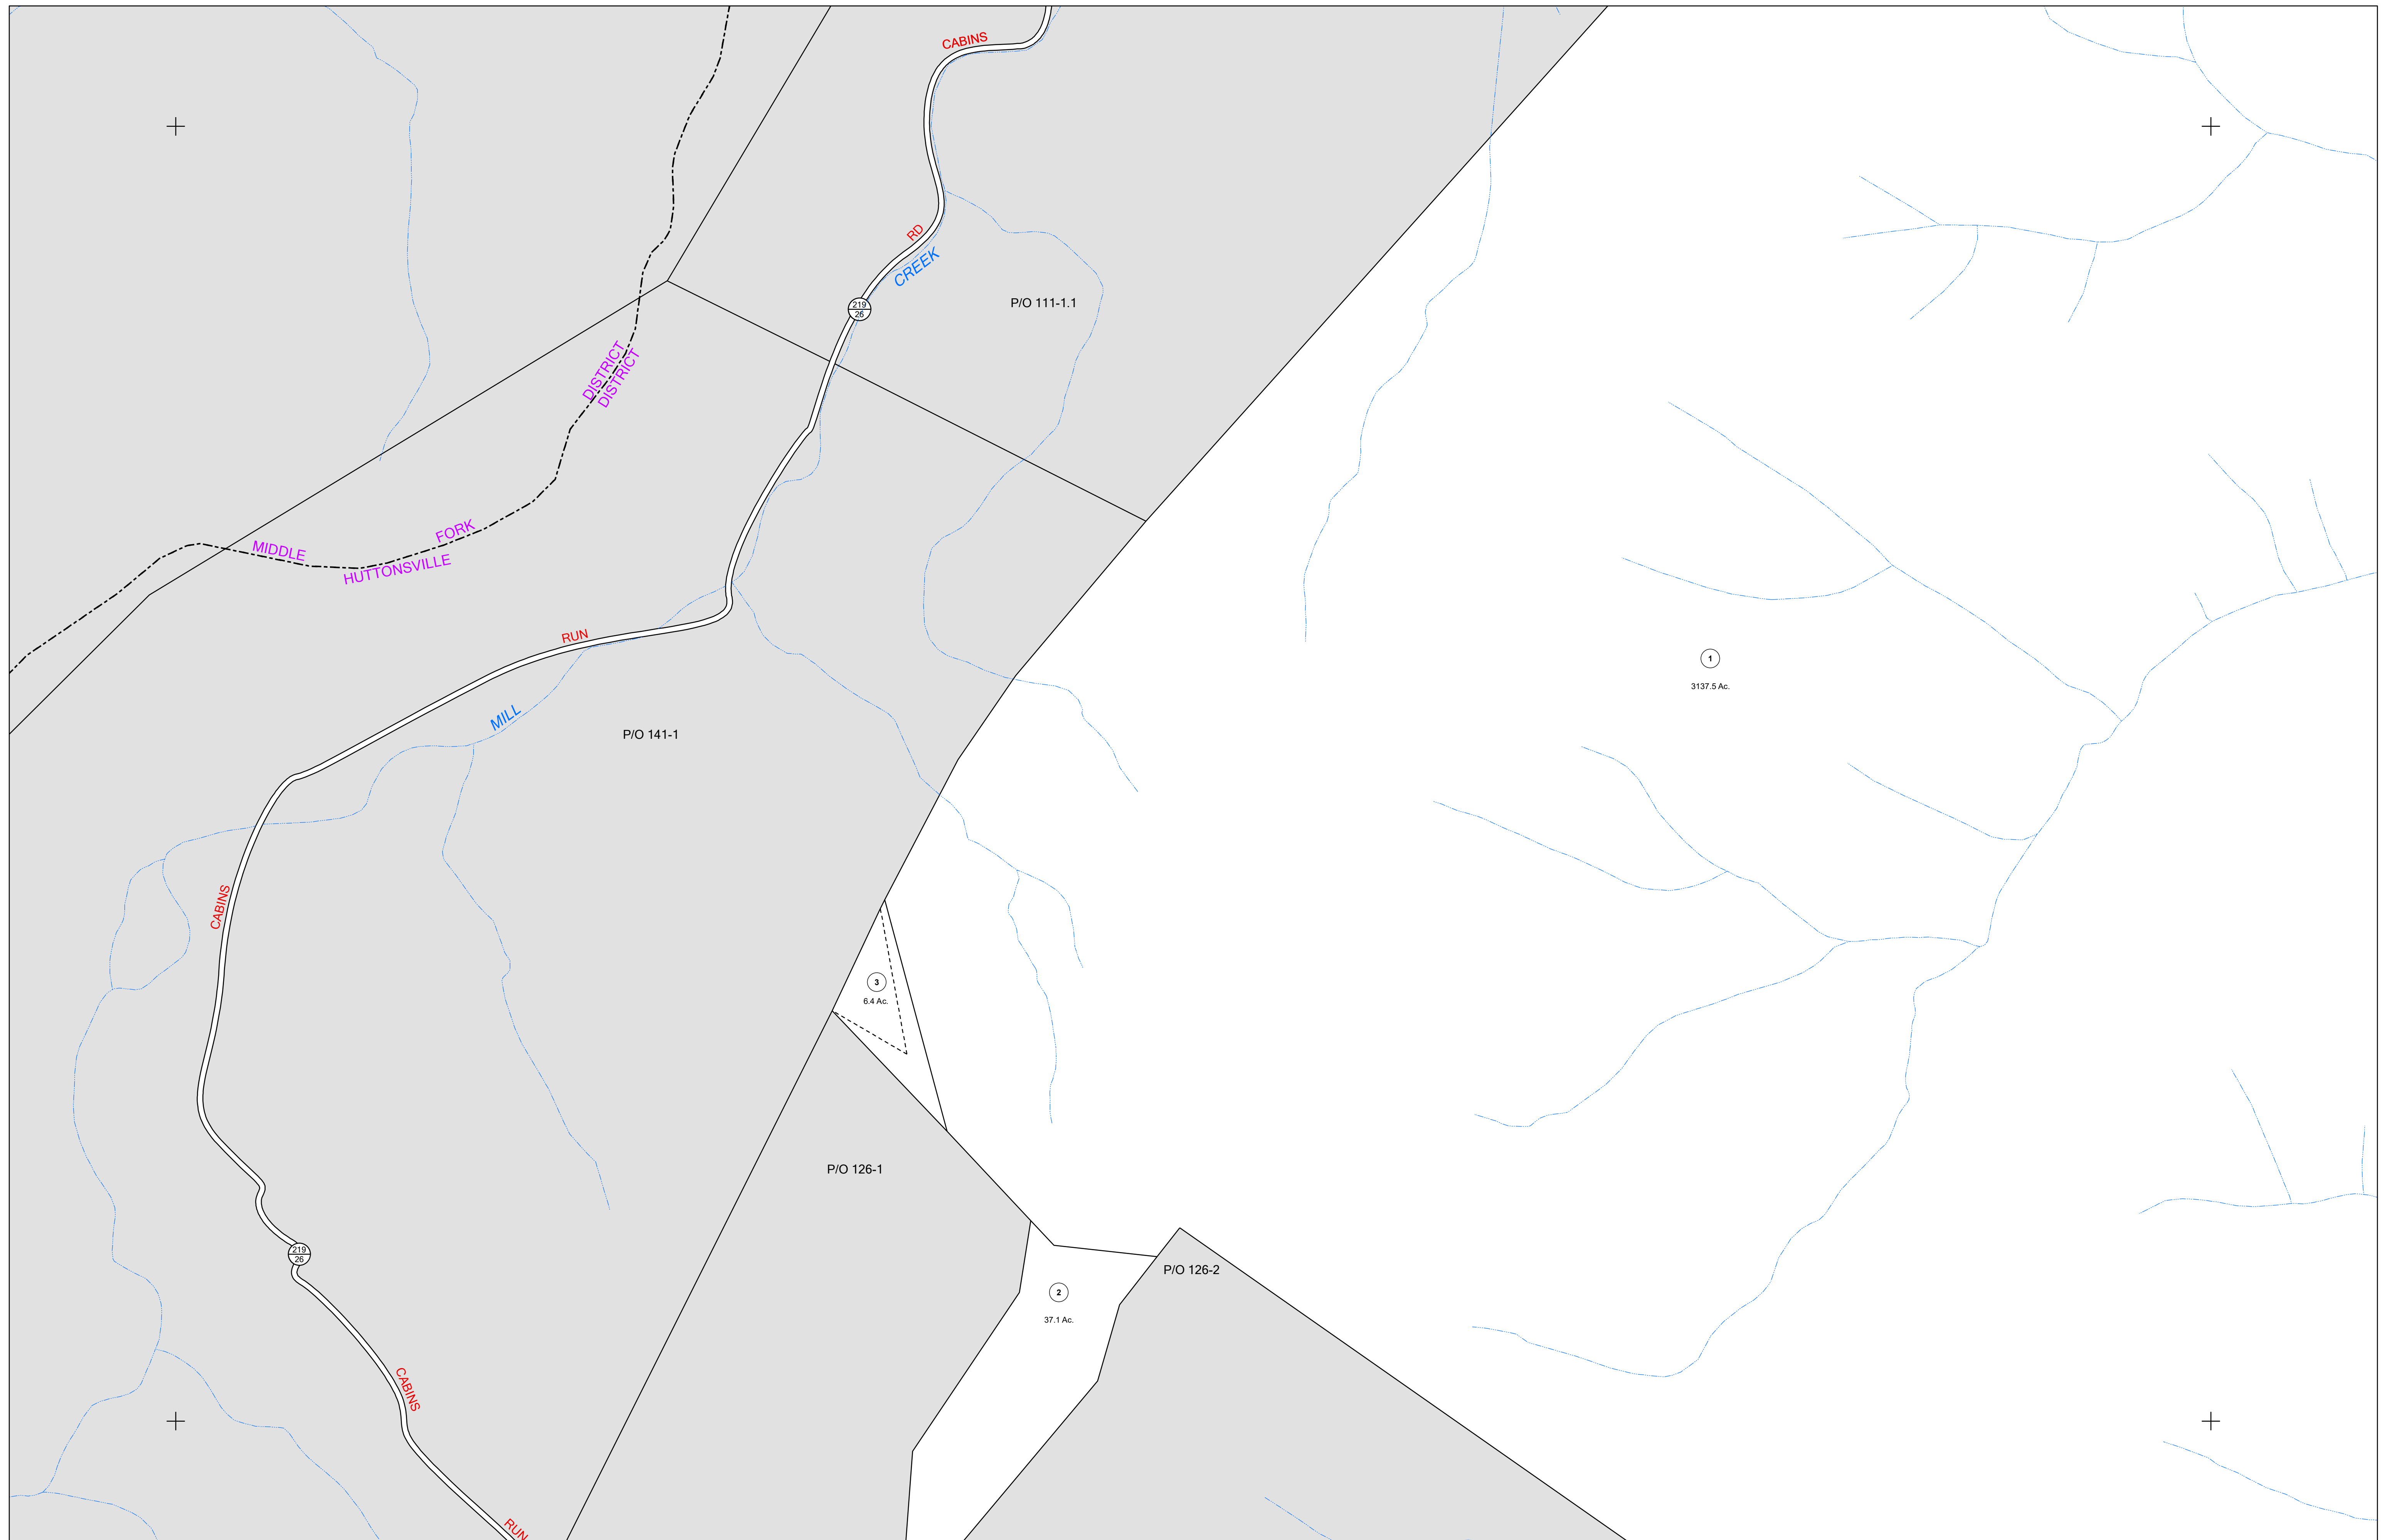 CABINS
RD
CREEK
219
26
P/O 111-1.1
DISTRICT
DISTRICT
MIDDLE
FORK
HUTTONSVILLE
RUN
1
3137.5 Ac.
MILL
P/O 141-1
CABINS
3
6.4 Ac.
P/O 126-1
219
26
P/O 126-2
2
37.1 Ac.
CABINS
RUN